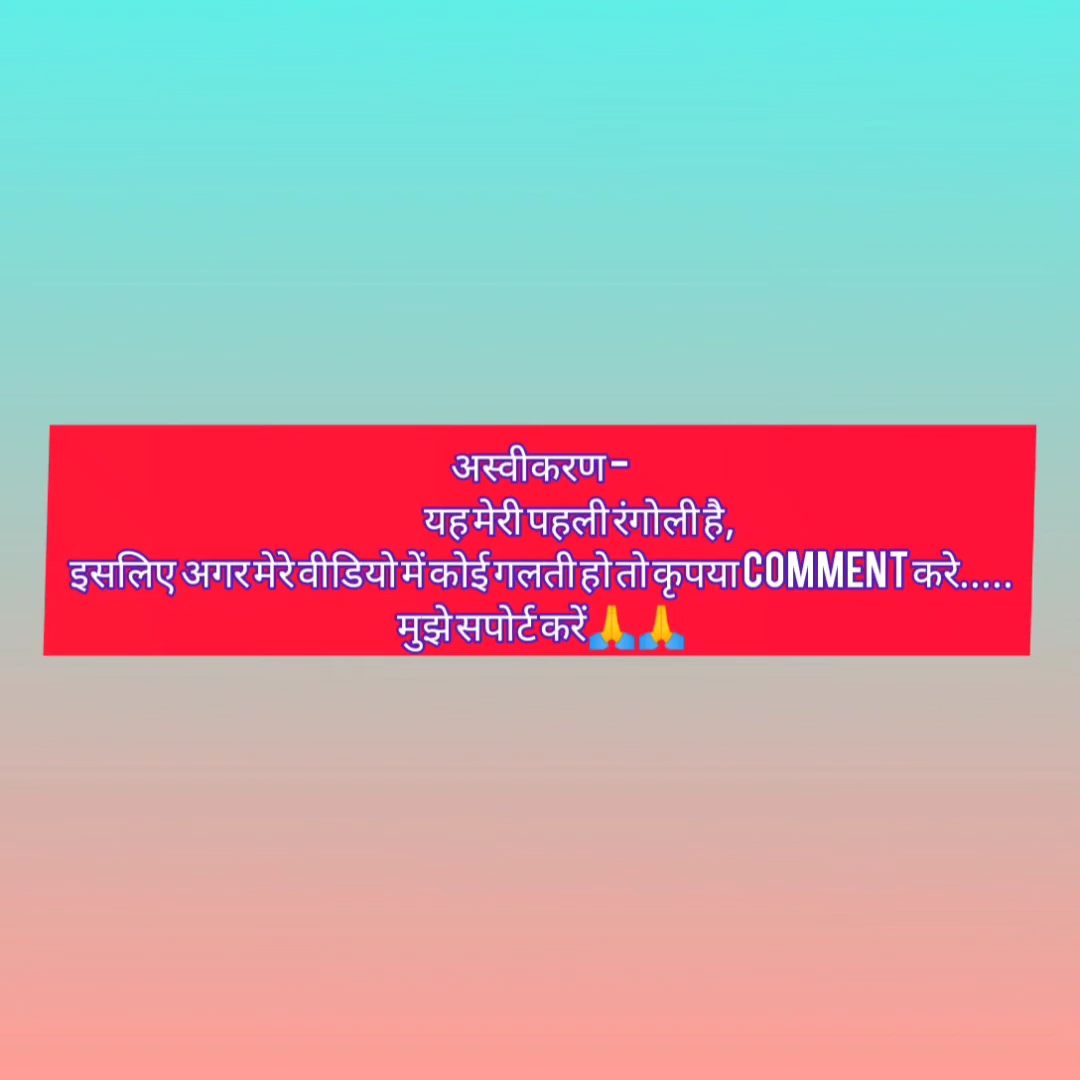 अस्वीकरण-
यह मेरी पहली रंगोली है,
इसलिए अगर मेरे वीडियो में कोई गलती हो तो कृपया COMMENT करे.....
मुझे सपोर्ट करें🙏🙏